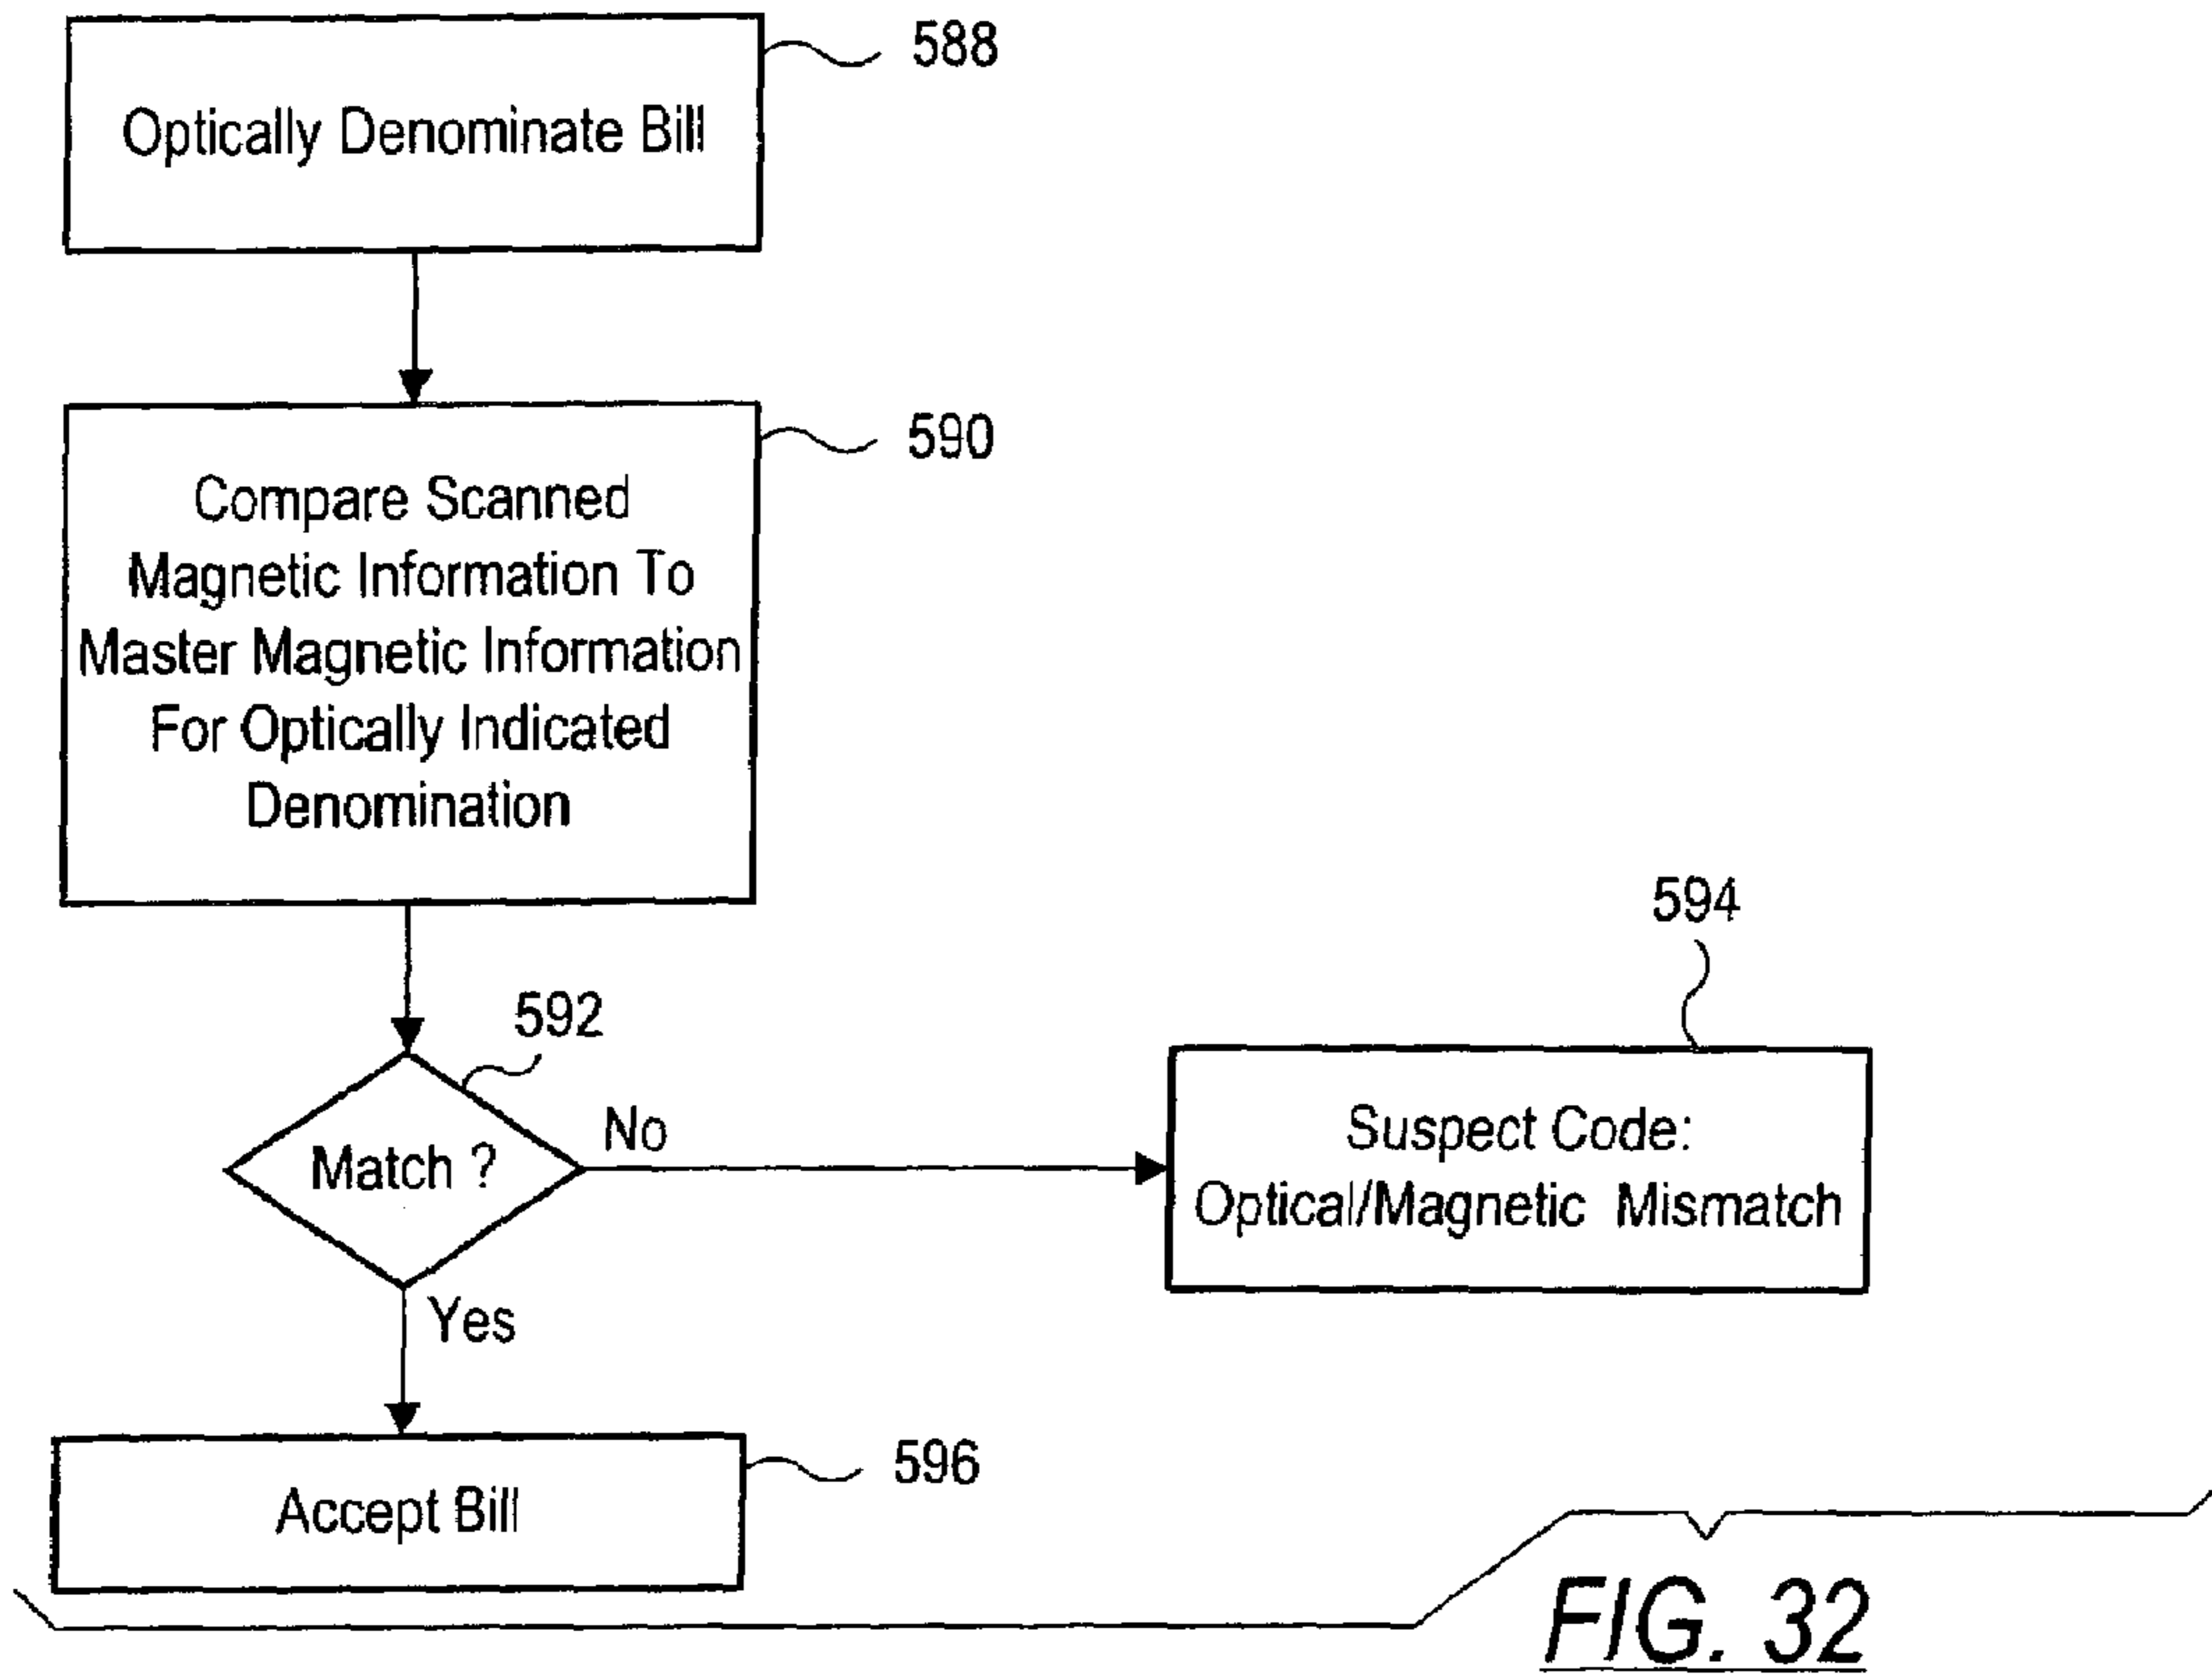 588
Optically Denominate Bill
590
Compare Scanned
Magnetic Information To
Master Magnetic Information
For Optically Indicated
Denomination
592
Match ?
No
594
Suspect Code:
Optical/Magnetic Mismatch
Yes
596
Accept Bill
FIG. 32